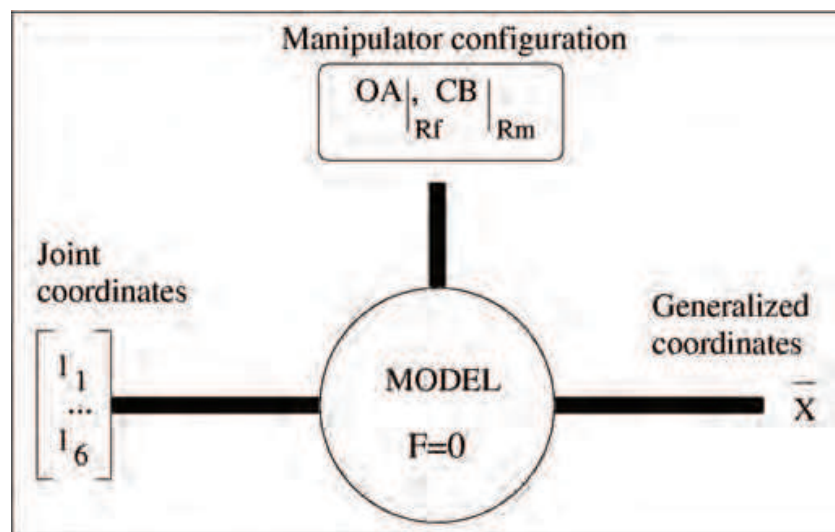 Manipulator configuration
OA|Rf, CB|Rm
Joint
coordinates
l1
...
l6
MODEL
F=0
Generalized
coordinates
X̅